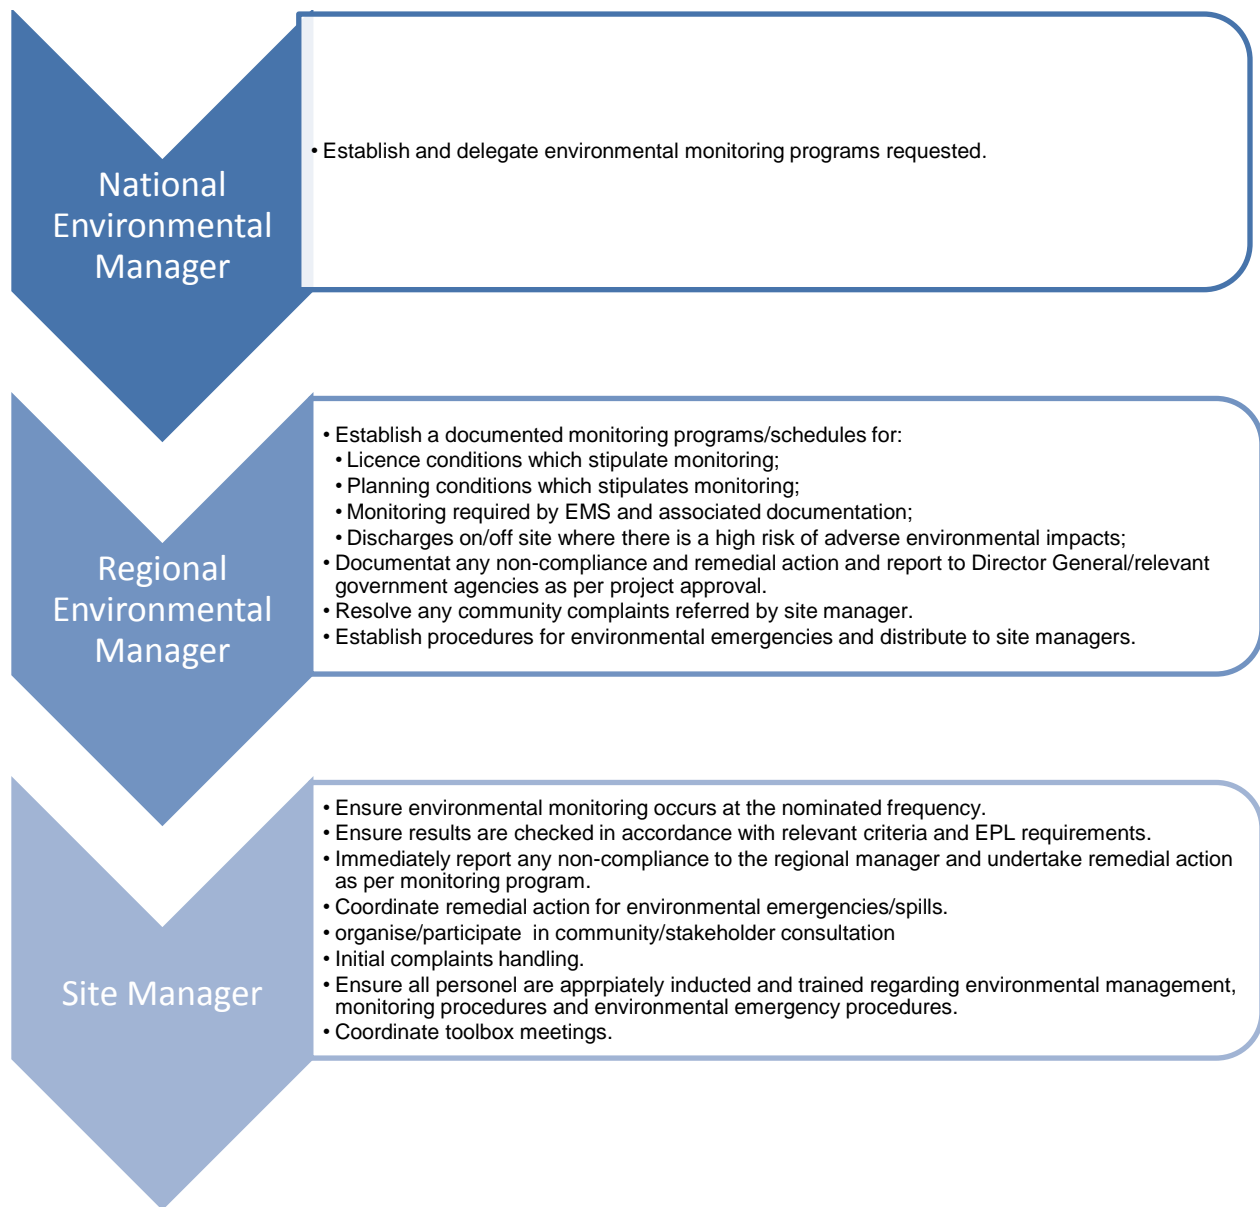 National
Environmental
Manager
• Establish and delegate environmental monitoring programs requested.
Regional
Environmental
Manager
• Establish a documented monitoring programs/schedules for:
• Licence conditions which stipulate monitoring;
• Planning conditions which stipulates monitoring;
• Monitoring required by EMS and associated documentation;
• Discharges on/off site where there is a high risk of adverse environmental impacts;
• Documentat any non-compliance and remedial action and report to Director General/relevant
government agencies as per project approval.
• Resolve any community complaints referred by site manager.
• Establish procedures for environmental emergencies and distribute to site managers.
Site Manager
• Ensure environmental monitoring occurs at the nominated frequency.
• Ensure results are checked in accordance with relevant criteria and EPL requirements.
• Immediately report any non-compliance to the regional manager and undertake remedial action
as per monitoring program.
• Coordinate remedial action for environmental emergencies/spills.
• organise/participate  in community/stakeholder consultation
• Initial complaints handling.
• Ensure all personel are apprpiately inducted and trained regarding environmental management,
monitoring procedures and environmental emergency procedures.
• Coordinate toolbox meetings.